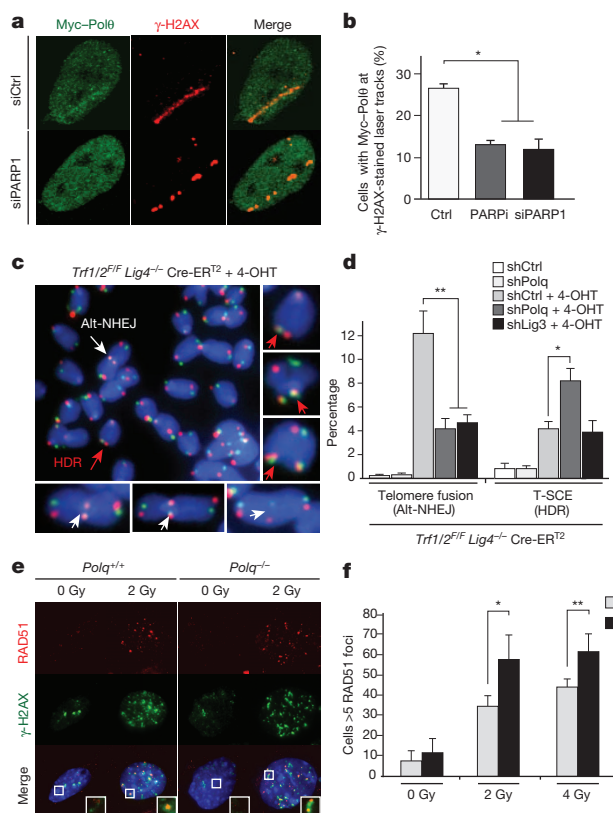 a
Myc–Polθ γ-H2AX Merge
siCtrl
siPARP1
b
Cells with Myc–Polθ at
γ-H2AX-stained laser tracks (%)
30
20
10
0
Ctrl PARPi siPARP1
*
c
Trf1/2F/F Lig4−/− Cre-ERT2 + 4-OHT
Alt-NHEJ
HDR
d
shCtrl
shPolq
shCtrl + 4-OHT
shPolq + 4-OHT
shLig3 + 4-OHT
**
*
Percentage
12
10
8
6
4
2
0
Telomere fusion
(Alt-NHEJ)
T-SCE
(HDR)
Trf1/2F/F Lig4−/− Cre-ERT2
e
Polq+/+ Polq−/−
0 Gy 2 Gy 0 Gy 2 Gy
RAD51
γ-H2AX
Merge
f
Cells >5 RAD51 foci
80
70
60
50
40
30
20
10
0
* **
0 Gy 2 Gy 4 Gy